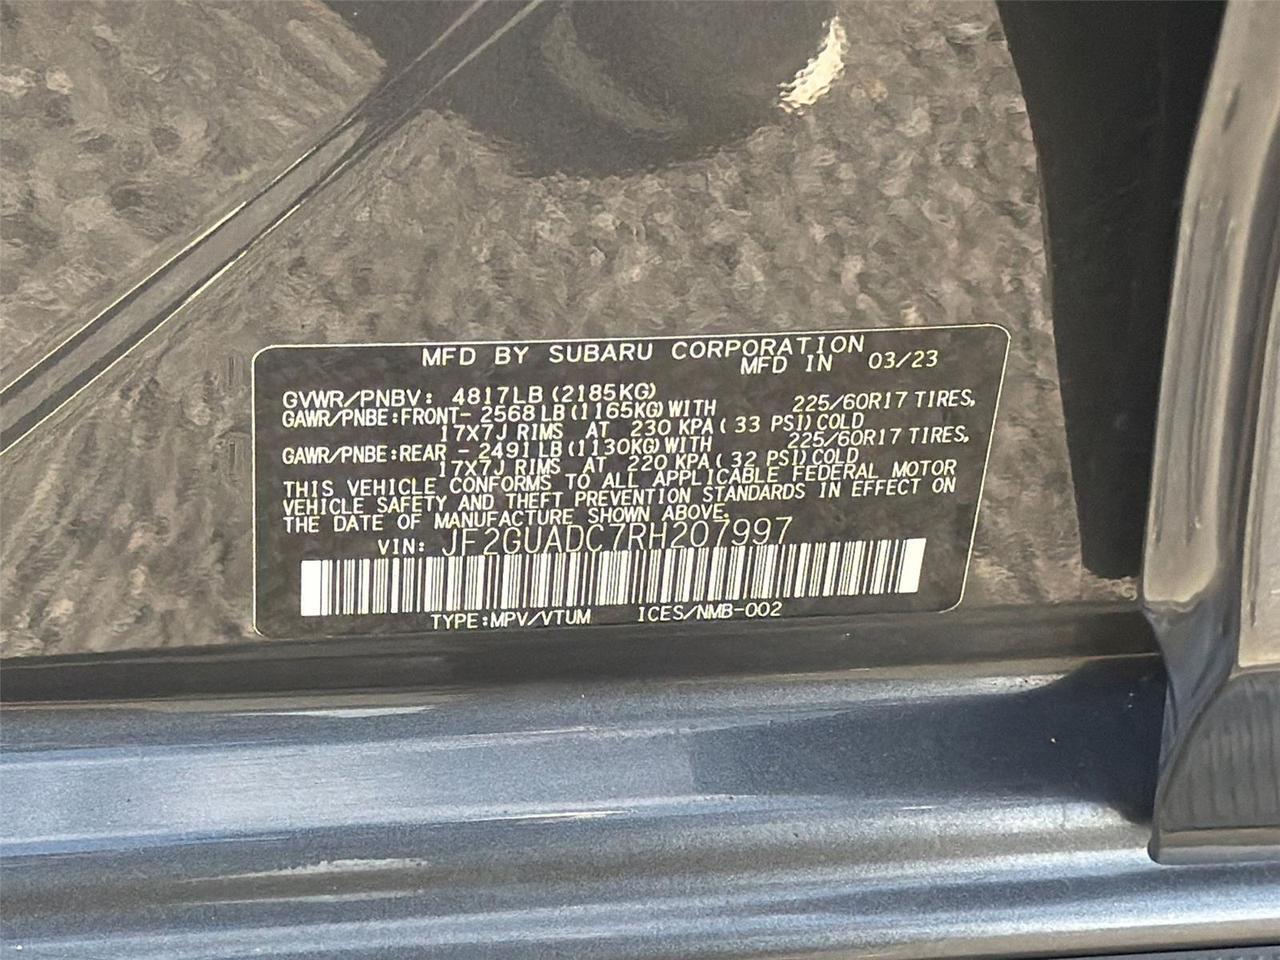 MFD BY SUBARU CORPORATION
MFD IN 03/23
GVWR/PNBV: 4817LB (2185KG)
GAWR/PNBE:FRONT- 2568 LB (1165KG) WITH 225/60R17 TIRES,
17X7J RIMS AT 230 KPA ( 33 PSI) COLD
GAWR/PNBE:REAR - 2491 LB (1130KG) WITH 225/60R17 TIRES,
17X7J RIMS AT 220 KPA ( 32 PSI) COLD
THIS VEHICLE CONFORMS TO ALL APPLICABLE FEDERAL MOTOR
VEHICLE SAFETY AND THEFT PREVENTION STANDARDS IN EFFECT ON
THE DATE OF MANUFACTURE SHOWN ABOVE.
VIN: JF2GUADC7RH207997
TYPE:MPV/VTUM ICES/NMB-002